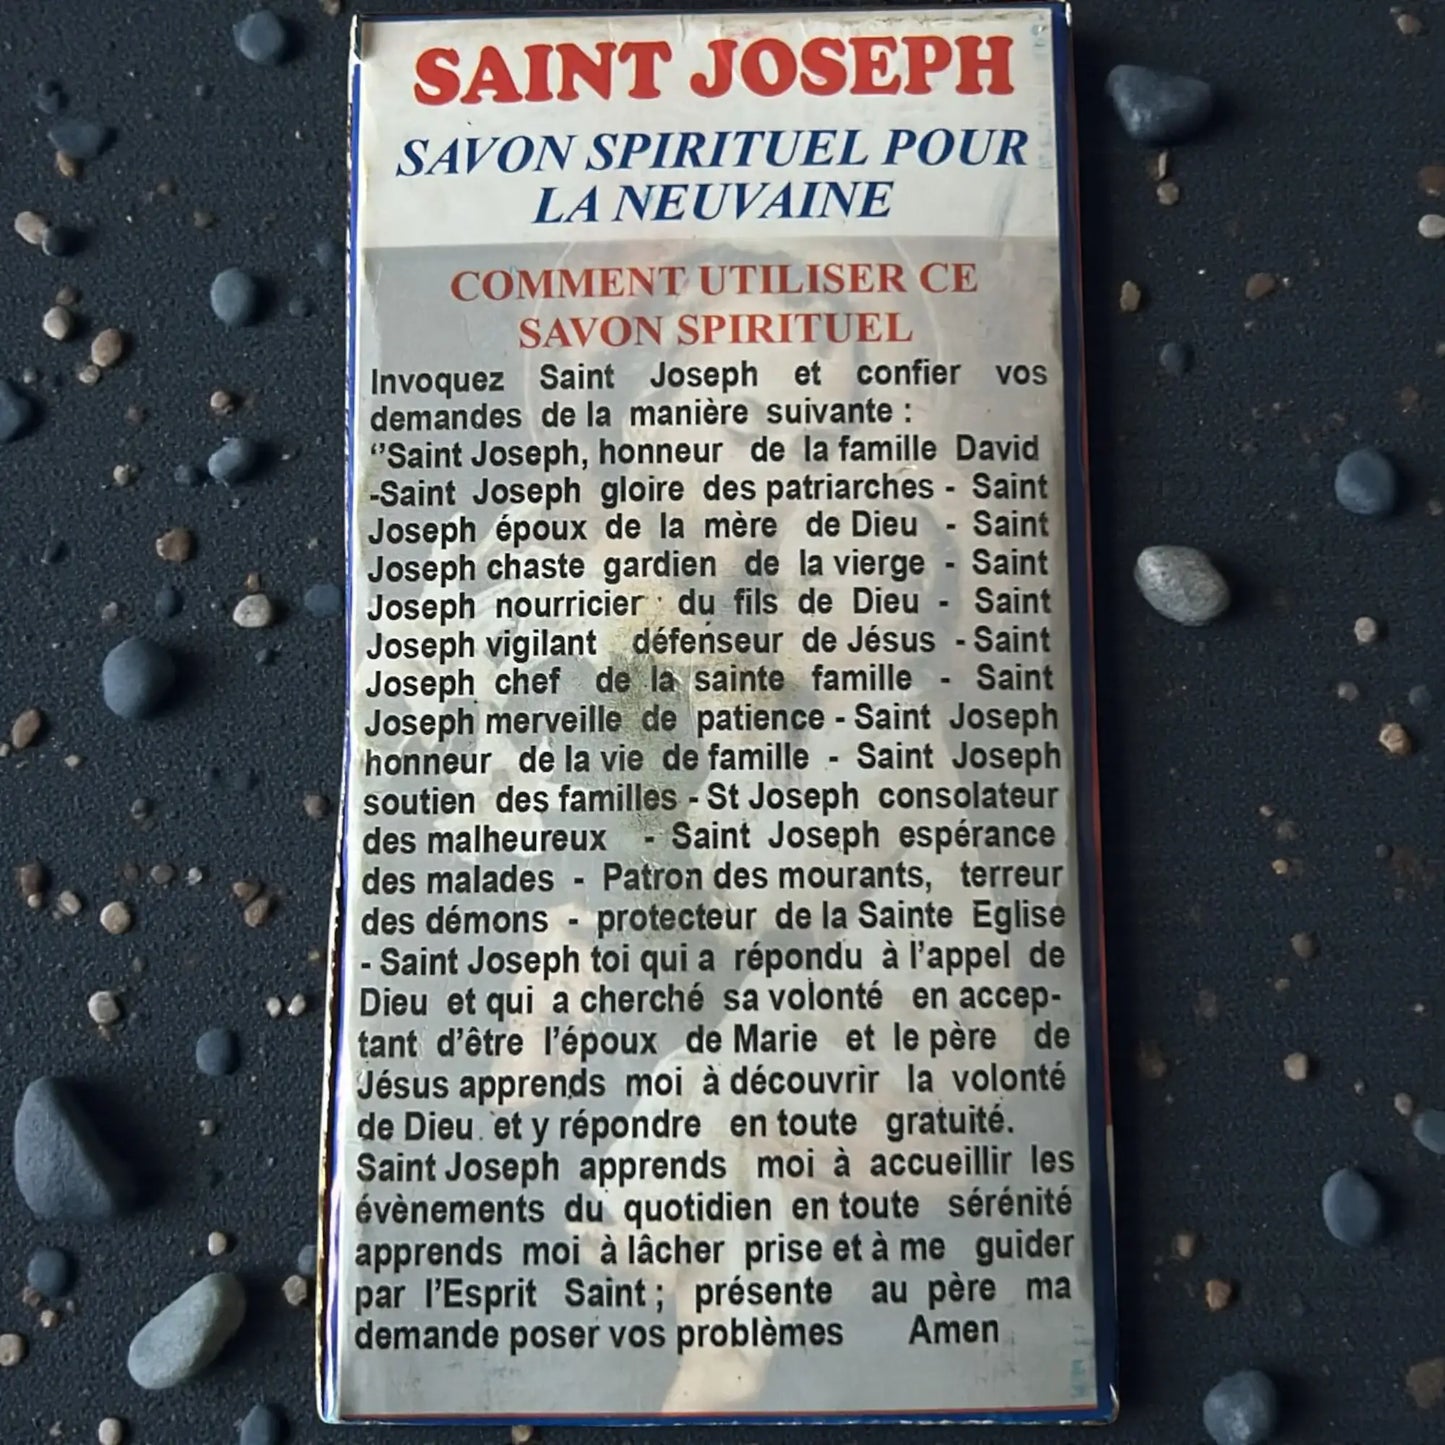 SAINT JOSEPH
SAVON SPIRITUEL POUR
LA NEUVAINE
COMMENT UTILISER CE
SAVON SPIRITUEL
Invoquez Saint Joseph et confier vos
demandes de la manière suivante :
‘’Saint Joseph, honneur de la famille David
-Saint Joseph gloire des patriarches - Saint
Joseph époux de la mère de Dieu - Saint
Joseph chaste gardien de la vierge - Saint
Joseph nourricier du fils de Dieu - Saint
Joseph vigilant défenseur de Jésus - Saint
Joseph chef de la sainte famille - Saint
Joseph merveille de patience - Saint Joseph
honneur de la vie de famille - Saint Joseph
soutien des familles - St Joseph consolateur
des malheureux - Saint Joseph espérance
des malades - Patron des mourants, terreur
des démons - protecteur de la Sainte Eglise
- Saint Joseph toi qui a répondu à l’appel de
Dieu et qui a cherché sa volonté en accep-
tant d’être l’époux de Marie et le père de
Jésus apprends moi à découvrir la volonté
de Dieu et y répondre en toute gratuité.
Saint Joseph apprends moi à accueillir les
évènements du quotidien en toute sérénité
apprends moi à lâcher prise et à me guider
par l’Esprit Saint ; présente au père ma
demande poser vos problèmes Amen